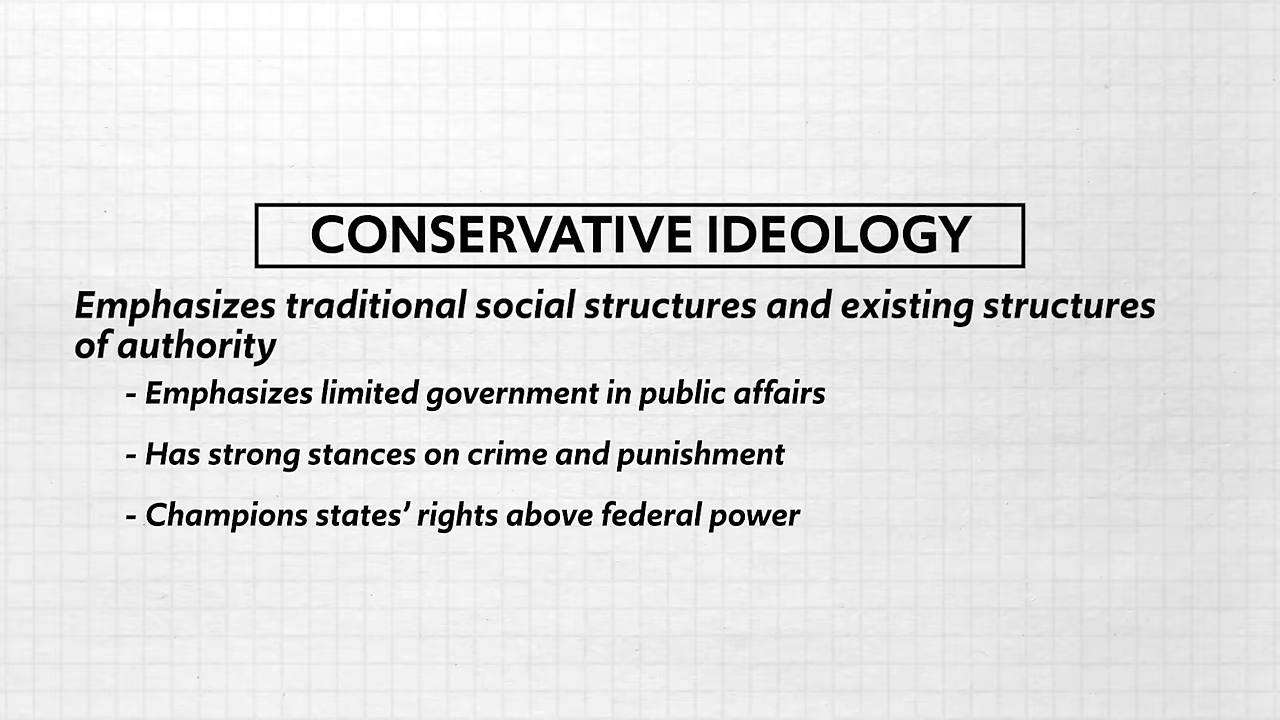 CONSERVATIVE IDEOLOGY
Emphasizes traditional social structures and existing structures
of authority
- Emphasizes limited government in public affairs
- Has strong stances on crime and punishment
- Champions states’ rights above federal power